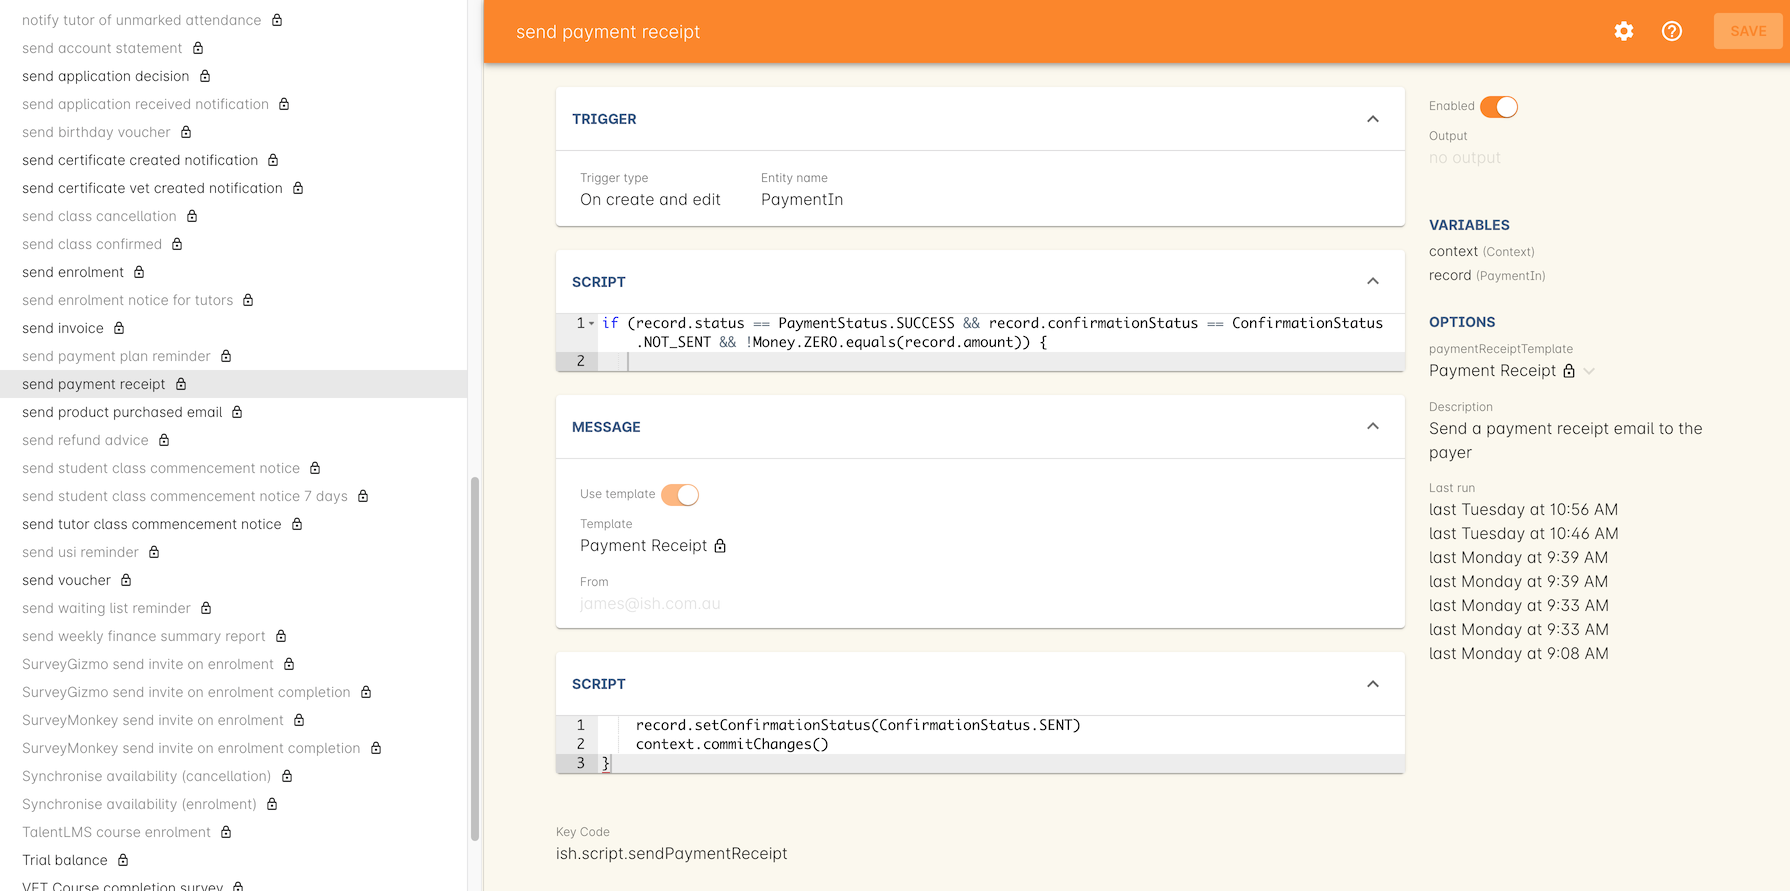 notify tutor of unmarked attendance
send account statement
send application decision
send application received notification
send birthday voucher
send certificate created notification
send certificate vet created notification
send class cancellation
send class confirmed
send enrolment
send enrolment notice for tutors
send invoice
send payment plan reminder
send payment receipt
send product purchased email
send refund advice
send student class commencement notice
send student class commencement notice 7 days
send tutor class commencement notice
send usi reminder
send voucher
send waiting list reminder
send weekly finance summary report
SurveyGizmo send invite on enrolment
SurveyGizmo send invite on enrolment completion
SurveyMonkey send invite on enrolment
SurveyMonkey send invite on enrolment completion
Synchronise availability (cancellation)
Synchronise availability (enrolment)
TalentLMS course enrolment
Trial balance
VET Course completion survey
send payment receipt
SAVE
TRIGGER
Trigger type
On create and edit
Entity name
PaymentIn
SCRIPT
1 if (record.status == PaymentStatus.SUCCESS && record.confirmationStatus == ConfirmationStatus
.NOT_SENT && !Money.ZERO.equals(record.amount)) {
2
MESSAGE
Use template
Template
Payment Receipt
From
james@ish.com.au
SCRIPT
1 record.setConfirmationStatus(ConfirmationStatus.SENT)
2 context.commitChanges()
3 }
Key Code
ish.script.sendPaymentReceipt
Enabled
Output
no output
VARIABLES
context (Context)
record (PaymentIn)
OPTIONS
paymentReceiptTemplate
Payment Receipt
Description
Send a payment receipt email to the
payer
Last run
last Tuesday at 10:56 AM
last Tuesday at 10:46 AM
last Monday at 9:39 AM
last Monday at 9:39 AM
last Monday at 9:33 AM
last Monday at 9:33 AM
last Monday at 9:08 AM